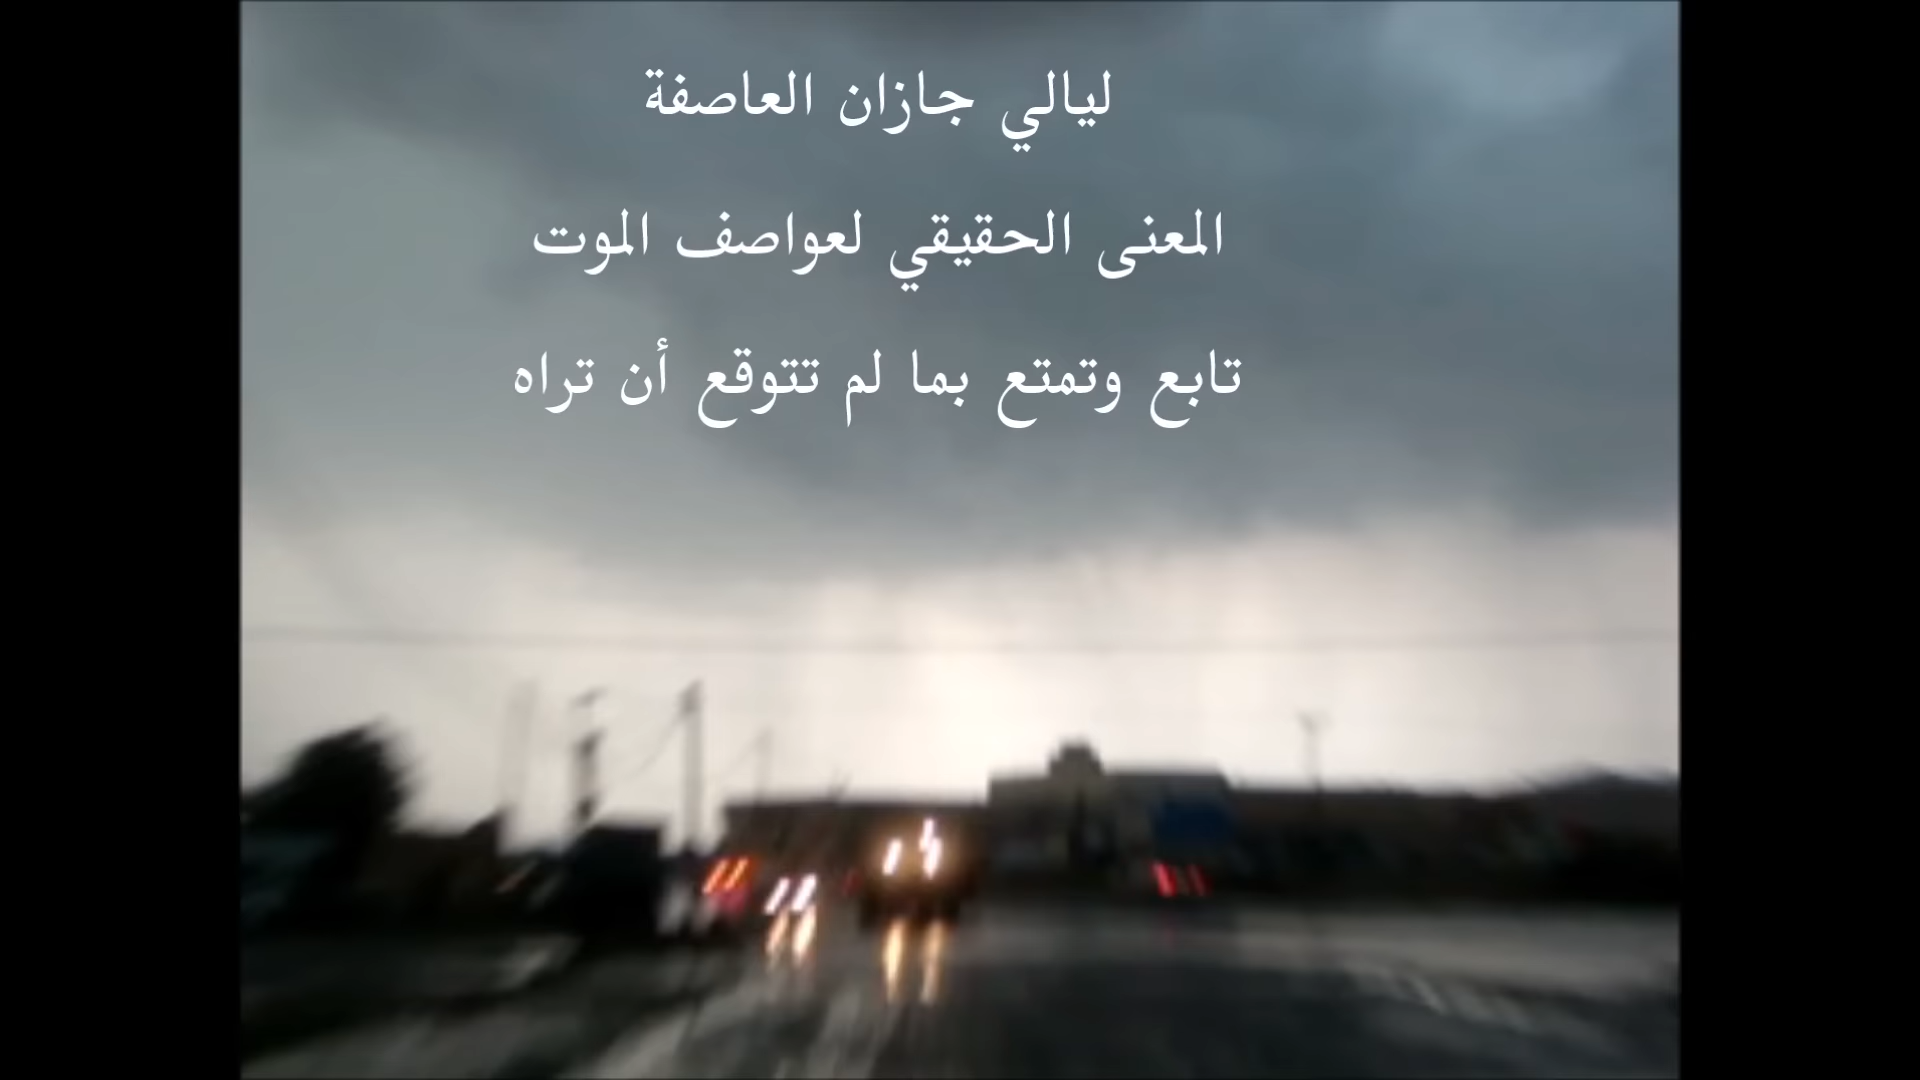 ليالي جازان العاصفة
المعنى الحقيقي لعواصف الموت
تابع وتمتع بما لم تتوقع أن تراه